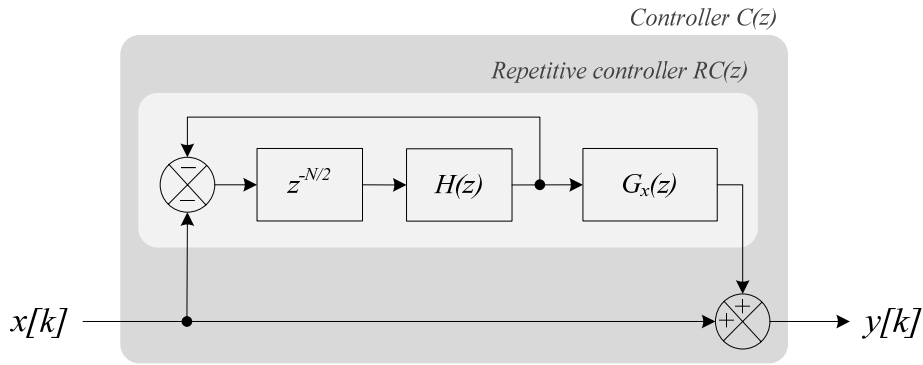 Controller C(z)
Repetitive controller RC(z)
−
−
z^{-N/2}
H(z)
G_x(z)
x[k]
+
+
y[k]